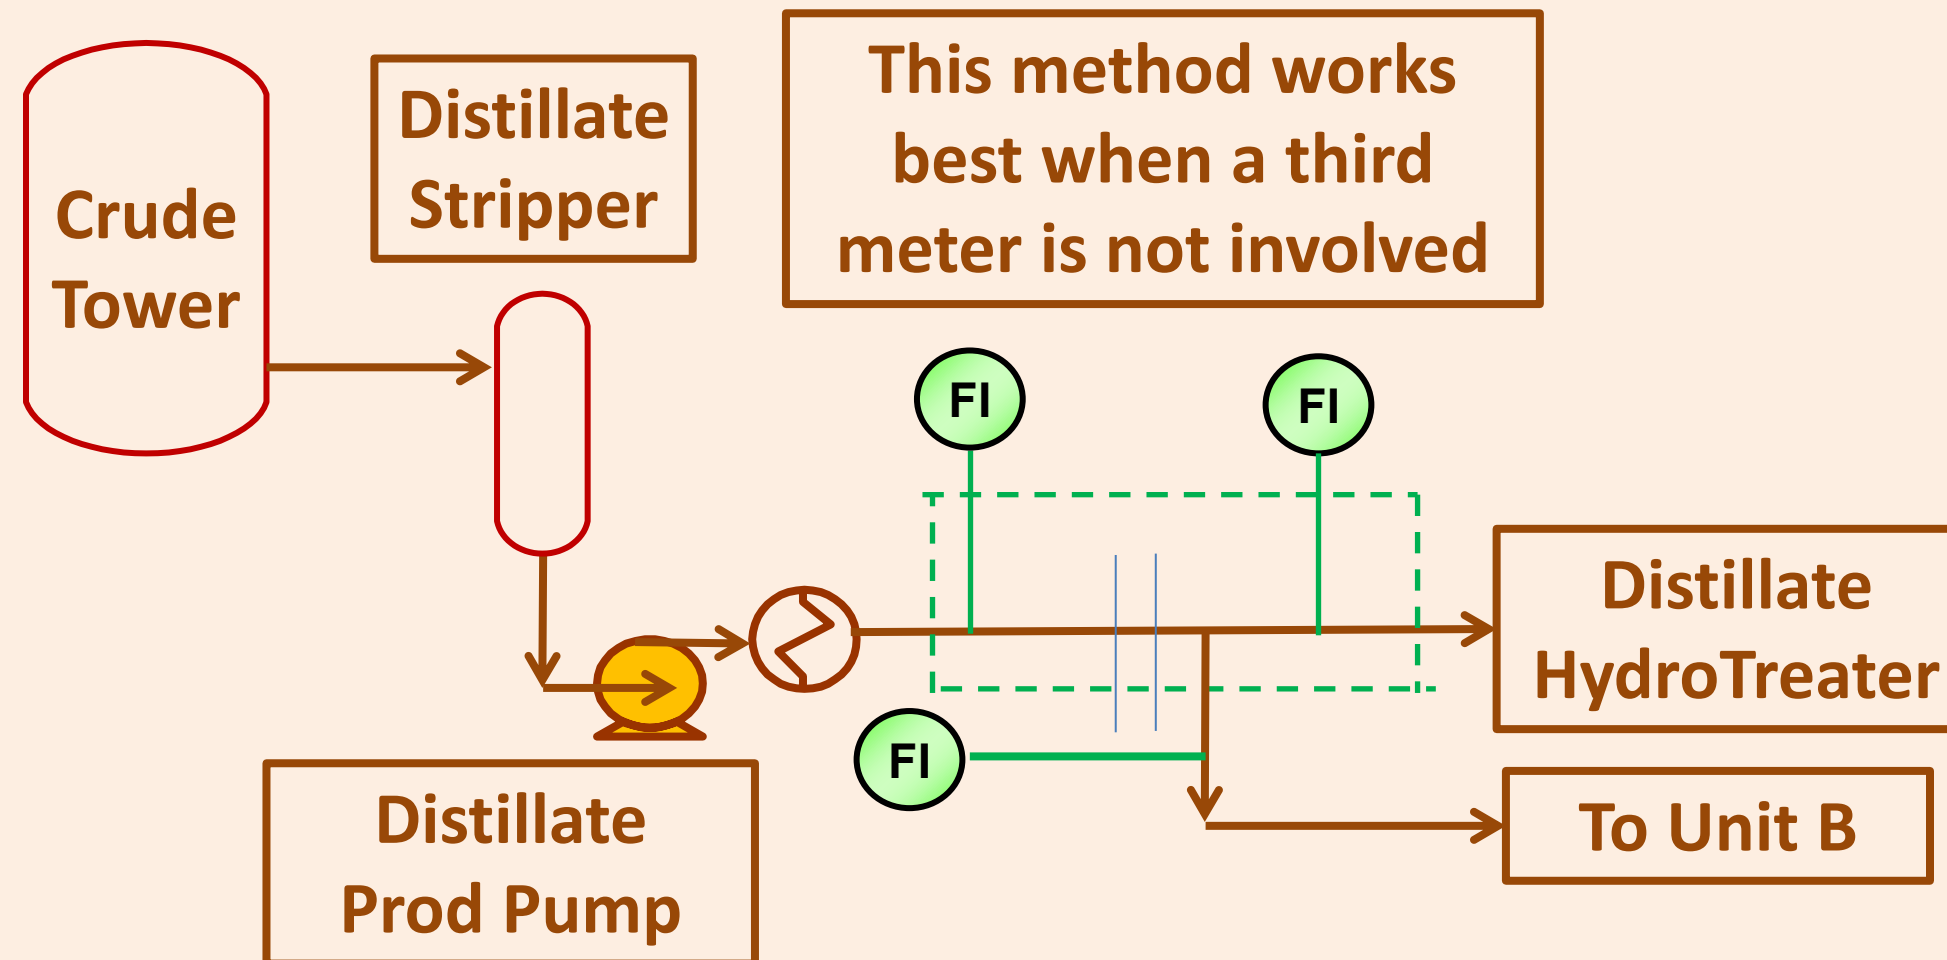 Crude
Tower
Distillate
Stripper
This method works
best when a third
meter is not involved
FI
FI
Distillate
HydroTreater
FI
To Unit B
Distillate
Prod Pump